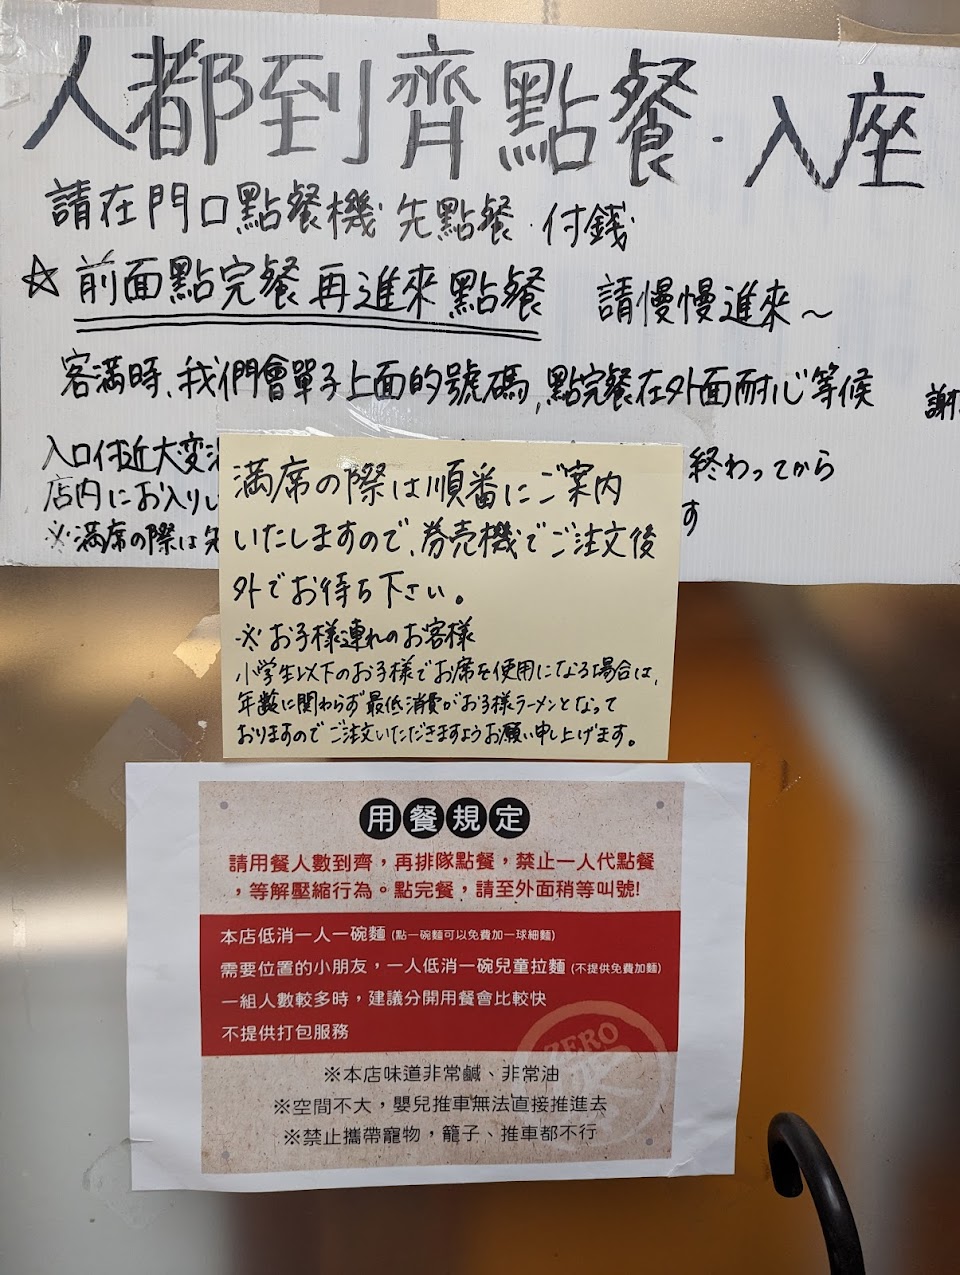 人都到齊點餐·入座
請在門口點餐機 先點餐·付錢
☆前面點完餐再進來點餐 請慢慢進來～
客滿時、我們會單子上面的號碼,點完餐在外面耐心等候 謝
入口付近大変
終わってから
店内にお入りし
す
※満席の際は先
満席の際は順番にご案内
いたしますので、券売機でご注文後
外でお待ち下さい。
※お子様連れのお客様
小学生以下のお子様でお席を使用になる場合は、
年齢に関わらず最低消費がお子様ラーメンとなって
おりますのでご注文いただきますようお願い申し上げます。
用餐規定
請用餐人數到齊，再排隊點餐，禁止一人代點餐
，等解壓縮行為。點完餐，請至外面稍等叫號!
本店低消一人一碗麵 (點一碗麵可以免費加一球細麵)
需要位置的小朋友，一人低消一碗兒童拉麵 (不提供免費加麵)
一組人數較多時，建議分開用餐會比較快
不提供打包服務
ZERO
※本店味道非常鹹、非常油
※空間不大，嬰兒推車無法直接推進去
※禁止攜帶寵物，籠子、推車都不行